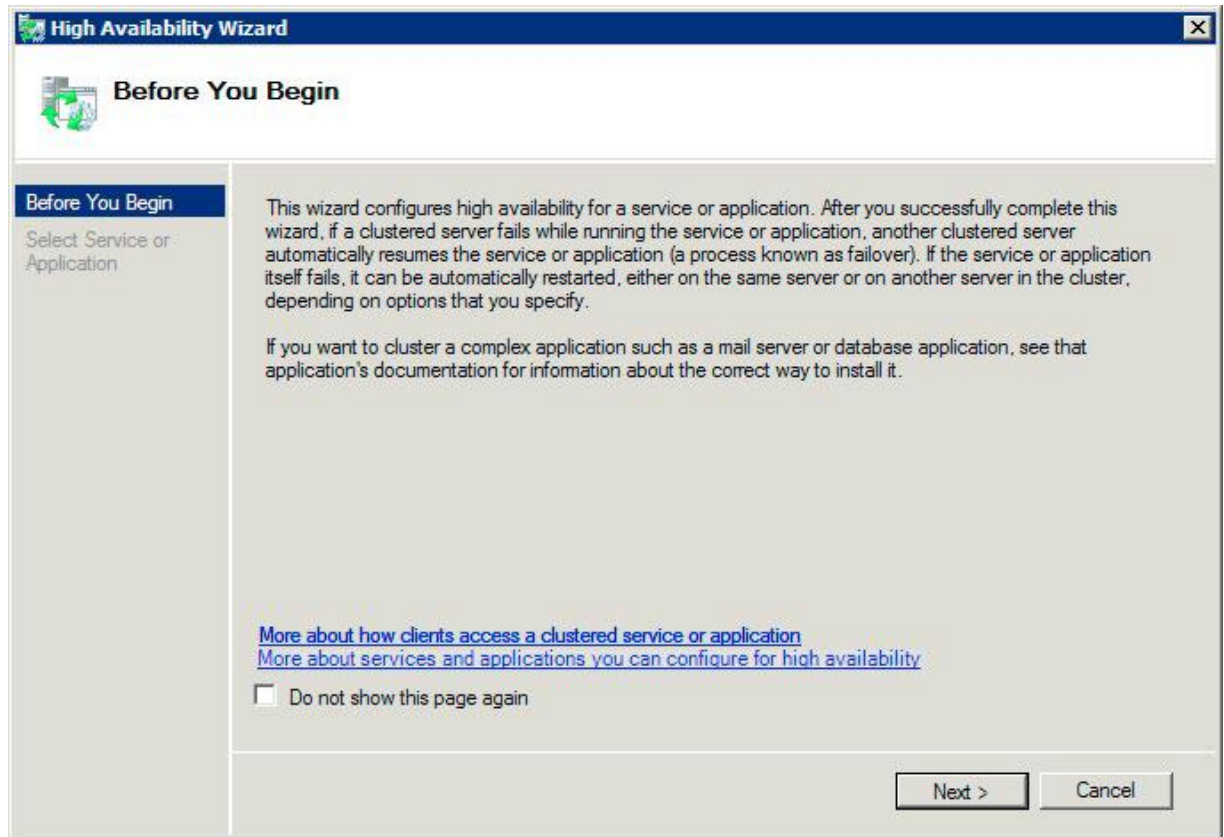 High Availability Wizard
Before You Begin
Before You Begin
Select Service or
Application
This wizard configures high availability for a service or application. After you successfully complete this
wizard, if a clustered server fails while running the service or application, another clustered server
automatically resumes the service or application (a process known as failover). If the service or application
itself fails, it can be automatically restarted, either on the same server or on another server in the cluster,
depending on options that you specify.
If you want to cluster a complex application such as a mail server or database application, see that
application's documentation for information about the correct way to install it.
More about how clients access a clustered service or application
More about services and applications you can configure for high availability
Do not show this page again
Next >
Cancel